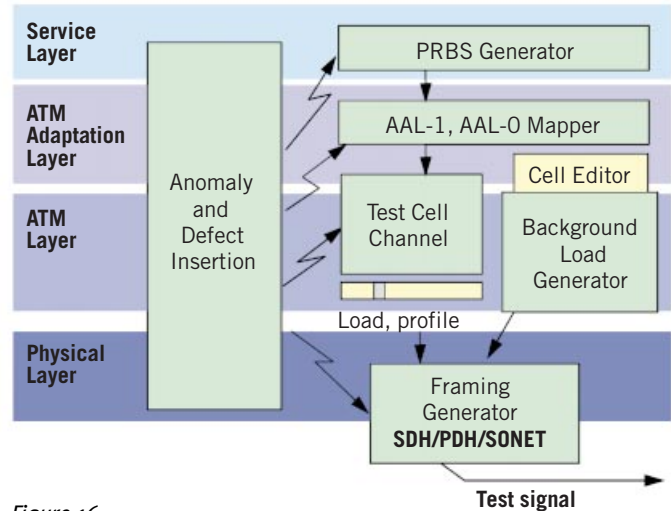 Service
Layer
PRBS Generator
ATM
Adaptation
Layer
AAL-1, AAL-0 Mapper
Anomaly
and
Defect
Insertion
Cell Editor
ATM
Layer
Test Cell
Channel
Background
Load
Generator
Load, profile
Physical
Layer
Framing
Generator
SDH/PDH/SONET
Test signal